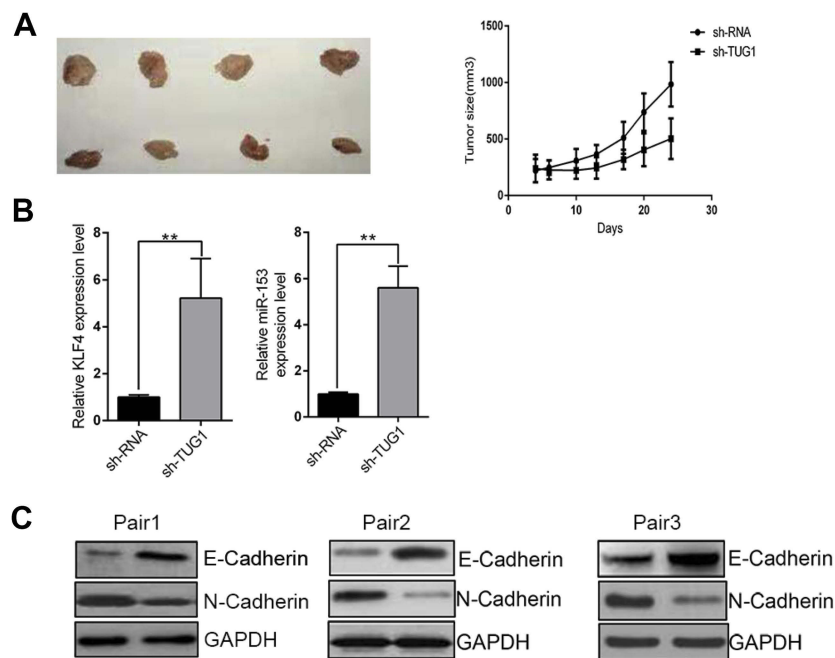 A
sh-RNA
sh-TUG1
Tumor size(mm3)
1500
1000
500
0
0 10 20 30
Days
B
Relative KLF4 expression level
8
6
4
2
0
**
sh-RNA
sh-TUG1
Relative miR-153
expression level
8
6
4
2
0
**
sh-RNA
sh-TUG1
C
Pair1
E-Cadherin
N-Cadherin
GAPDH
Pair2
E-Cadherin
N-Cadherin
GAPDH
Pair3
E-Cadherin
N-Cadherin
GAPDH